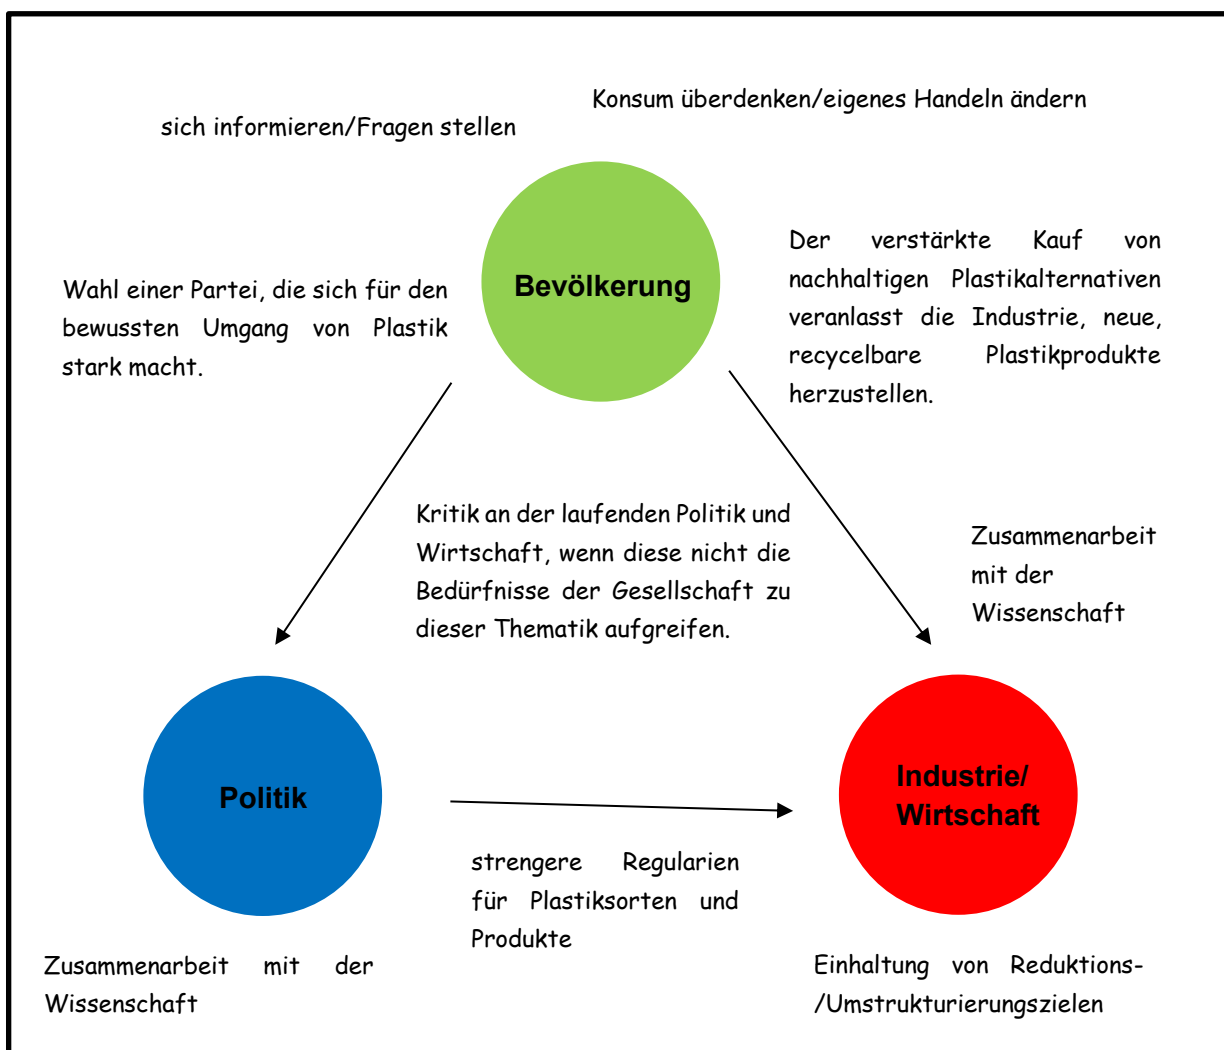 Konsum überdenken/eigenes Handeln ändern
sich informieren/Fragen stellen
Bevölkerung
Wahl einer Partei, die sich für den
bewussten Umgang von Plastik
stark macht.
Der verstärkte Kauf von
nachhaltigen Plastikalternativen
veranlasst die Industrie, neue,
recycelbare Plastikprodukte
herzustellen.
Kritik an der laufenden Politik und
Wirtschaft, wenn diese nicht die
Bedürfnisse der Gesellschaft zu
dieser Thematik aufgreifen.
Zusammenarbeit
mit der
Wissenschaft
Politik
Industrie/
Wirtschaft
strengere Regularien
für Plastiksorten und
Produkte
Zusammenarbeit mit der
Wissenschaft
Einhaltung von Reduktions-
/Umstrukturierungszielen